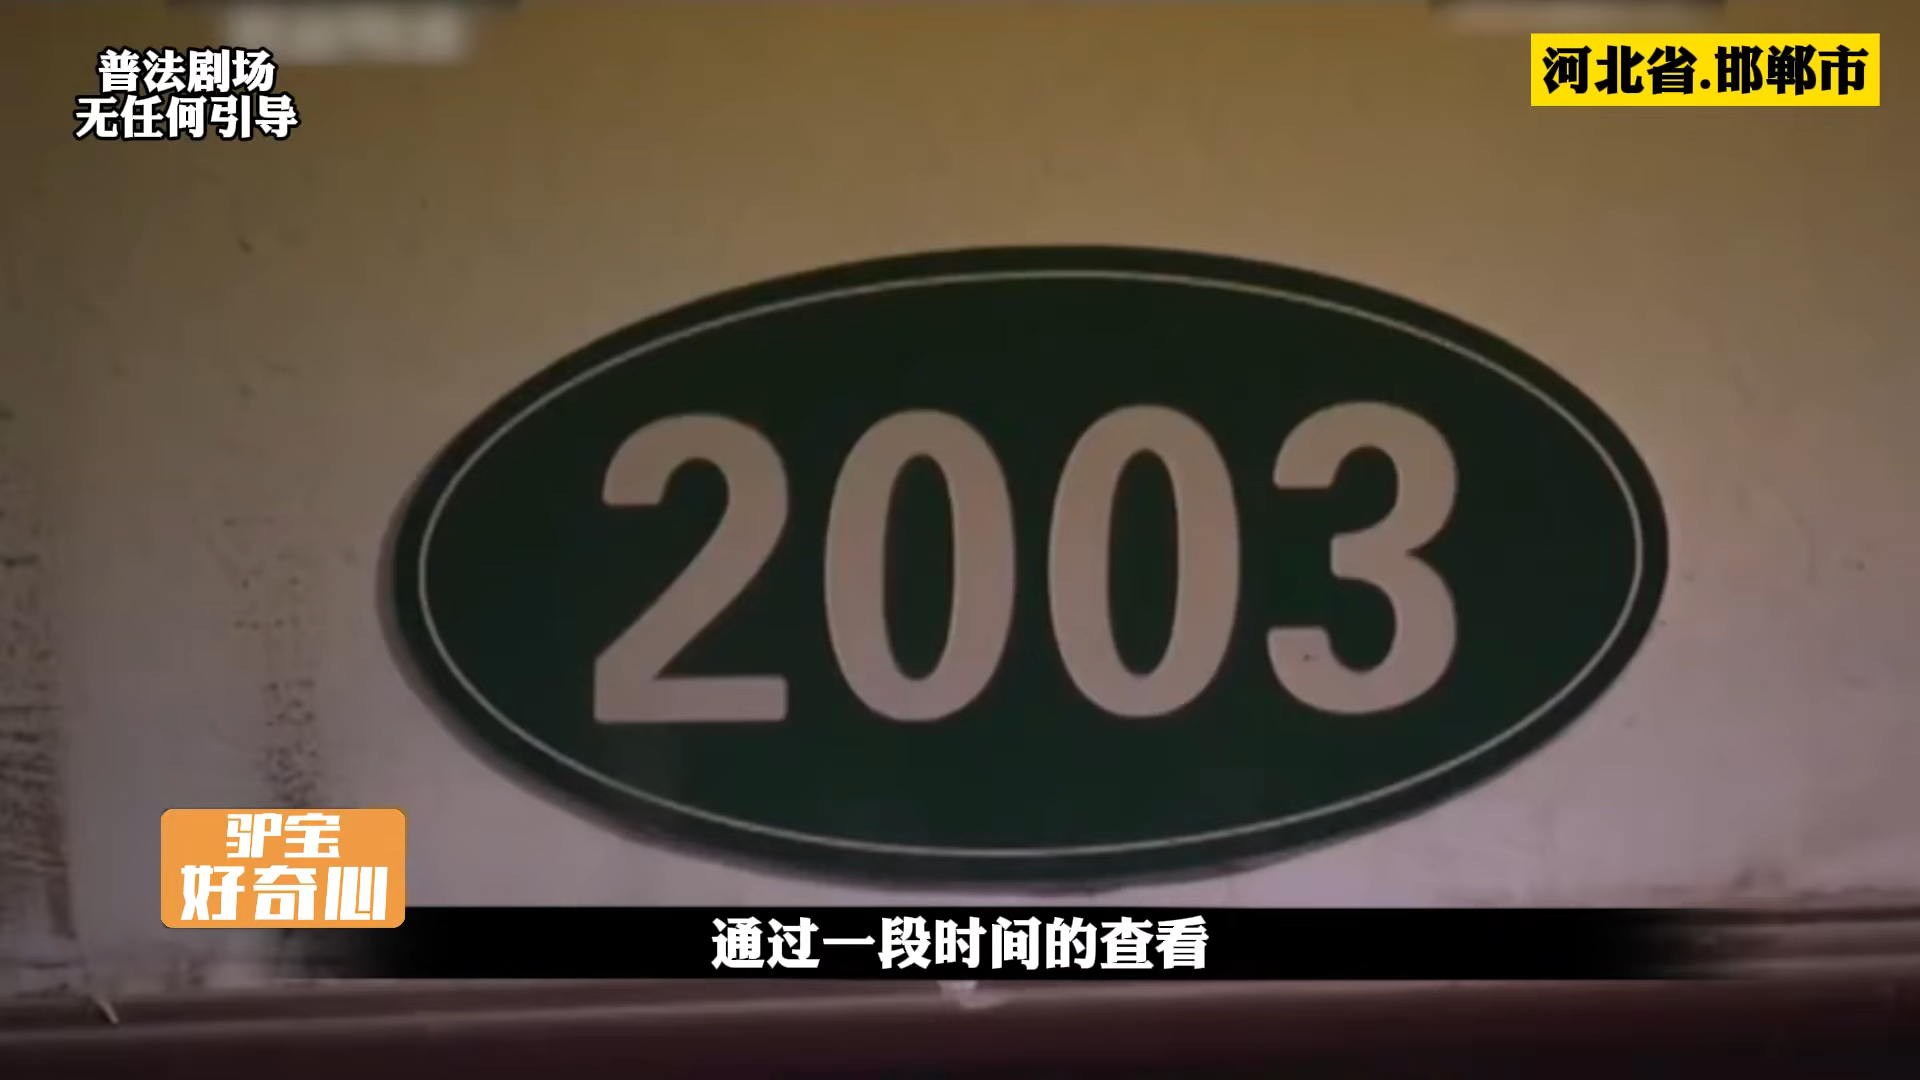 普法剧场
无任何引导
河北省.邯郸市
2003
驴宝
好奇心
通过一段时间的查看